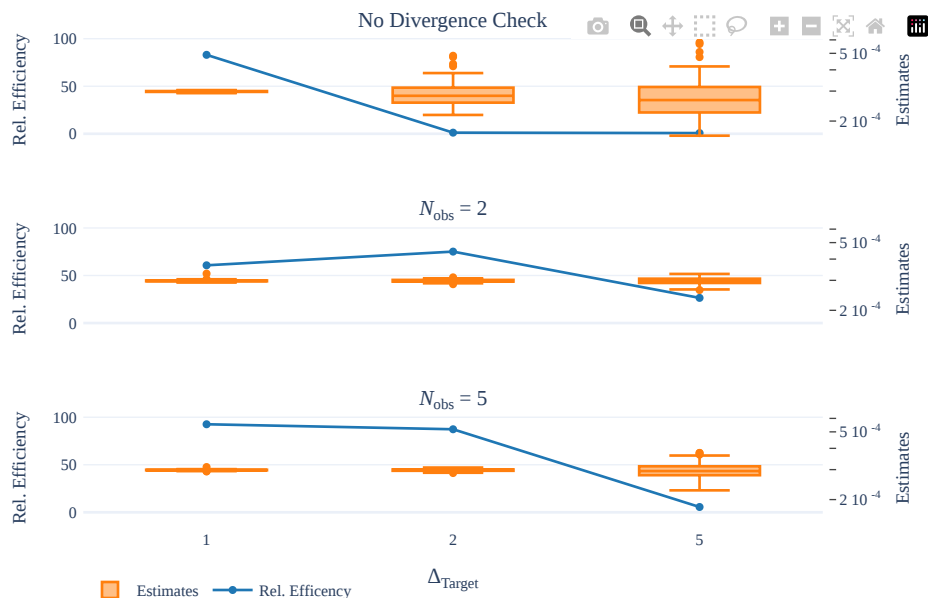 No Divergence Check
Rel. Efficiency
100
50
0
5 10 -4
2 10 -4
Estimates
Nobs = 2
Rel. Efficiency
100
50
0
5 10 -4
2 10 -4
Estimates
Nobs = 5
Rel. Efficiency
100
50
0
5 10 -4
2 10 -4
Estimates
1 2 5
ΔTarget
Estimates Rel. Efficency